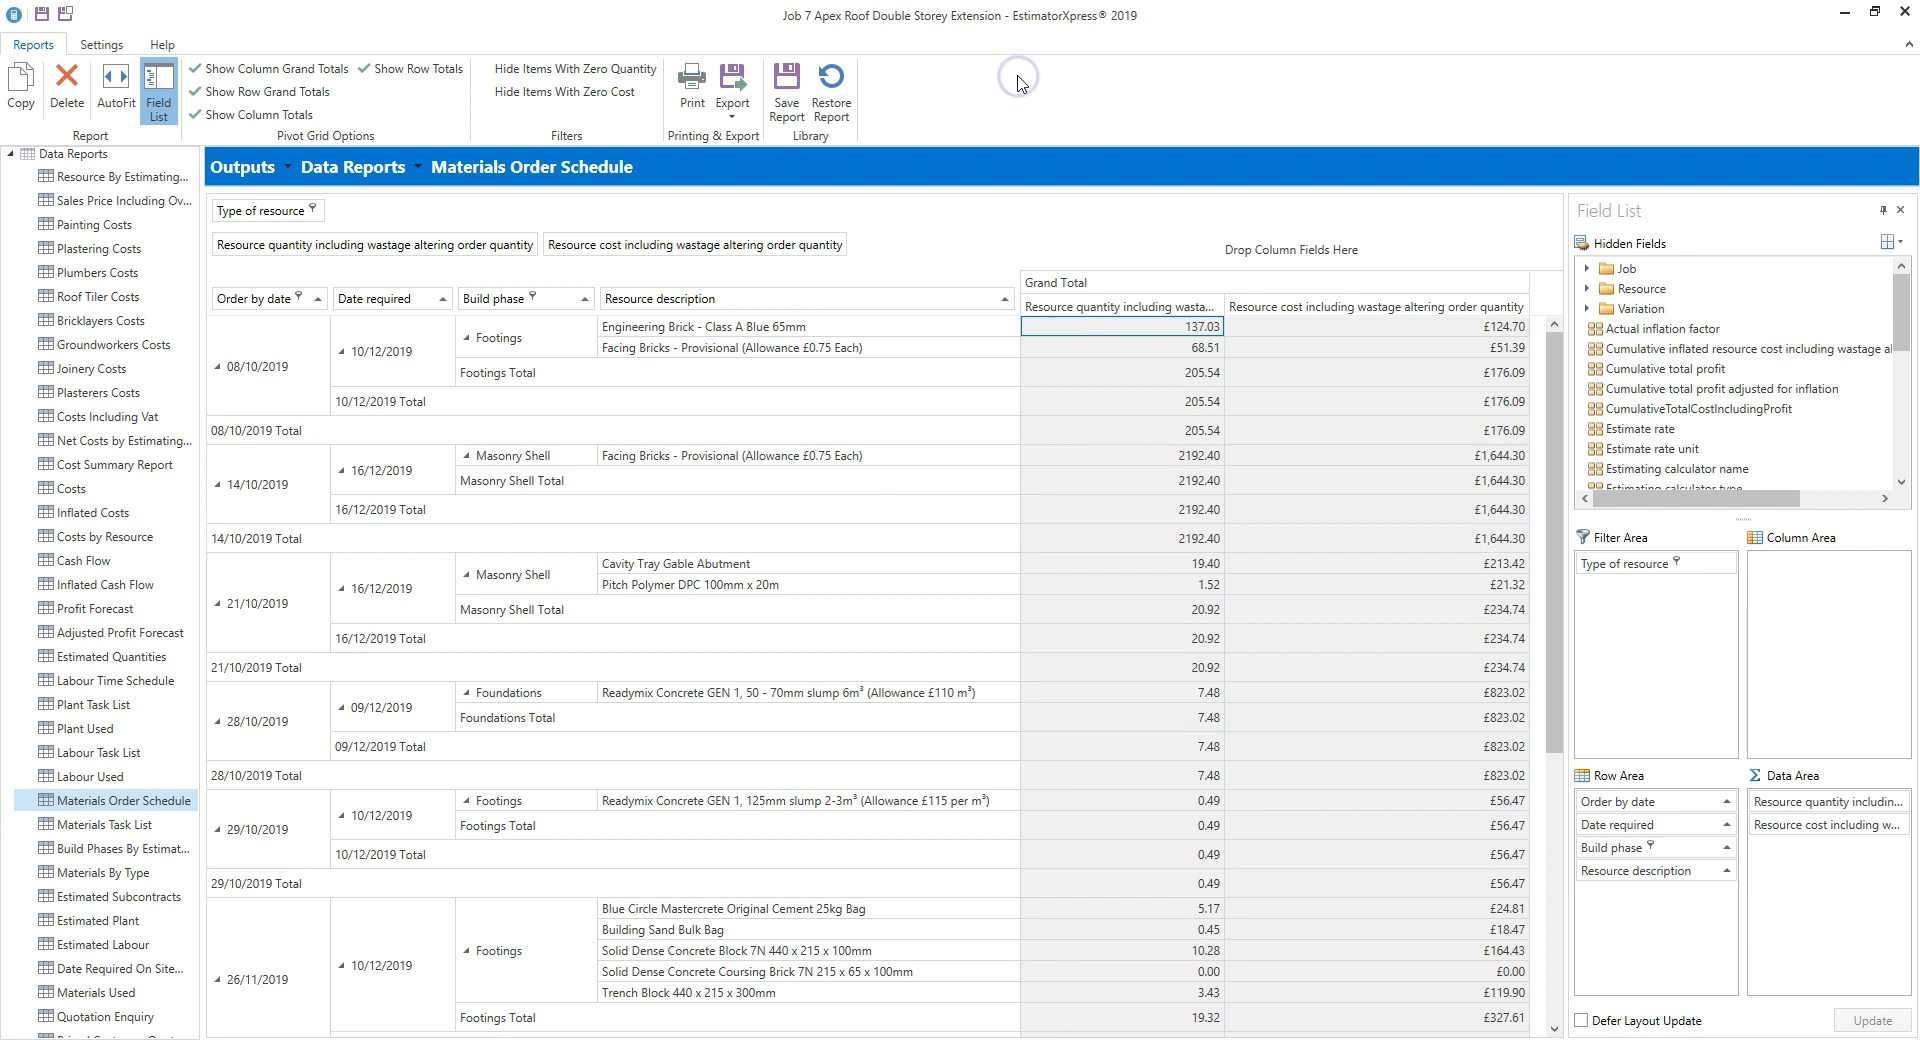 Job 7 Apex Roof Double Storey Extension - EstimatorXpress® 2019
Reports Settings Help
Copy Delete AutoFit Field List
Show Column Grand Totals Show Row Totals
Show Row Grand Totals
Show Column Totals
Hide Items With Zero Quantity
Hide Items With Zero Cost
Print Export Save Report Restore Report
Report Pivot Grid Options Filters Printing & Export Library
Data Reports
Resource By Estimating...
Sales Price Including Ov...
Painting Costs
Plastering Costs
Plumbers Costs
Roof Tiler Costs
Bricklayers Costs
Groundworkers Costs
Joinery Costs
Plasterers Costs
Costs Including Vat
Net Costs by Estimating...
Cost Summary Report
Costs
Inflated Costs
Costs by Resource
Cash Flow
Inflated Cash Flow
Profit Forecast
Adjusted Profit Forecast
Estimated Quantities
Labour Time Schedule
Plant Task List
Plant Used
Labour Task List
Labour Used
Materials Order Schedule
Materials Task List
Build Phases By Estimat...
Materials By Type
Estimated Subcontracts
Estimated Plant
Estimated Labour
Date Required On Site...
Materials Used
Quotation Enquiry
Outputs Data Reports Materials Order Schedule
Type of resource
Resource quantity including wastage altering order quantity Resource cost including wastage altering order quantity
Drop Column Fields Here
Grand Total
Order by date Date required Build phase Resource description
Resource quantity including wasta... Resource cost including wastage altering order quantity
08/10/2019 10/12/2019 Footings Engineering Brick - Class A Blue 65mm 137.03 £124.70
Facing Bricks - Provisional (Allowance £0.75 Each) 68.51 £51.39
Footings Total 205.54 £176.09
10/12/2019 Total 205.54 £176.09
08/10/2019 Total 205.54 £176.09
14/10/2019 16/12/2019 Masonry Shell Facing Bricks - Provisional (Allowance £0.75 Each) 2192.40 £1,644.30
Masonry Shell Total 2192.40 £1,644.30
16/12/2019 Total 2192.40 £1,644.30
14/10/2019 Total 2192.40 £1,644.30
21/10/2019 16/12/2019 Masonry Shell Cavity Tray Gable Abutment 19.40 £213.42
Pitch Polymer DPC 100mm x 20m 1.52 £21.32
Masonry Shell Total 20.92 £234.74
16/12/2019 Total 20.92 £234.74
21/10/2019 Total 20.92 £234.74
28/10/2019 09/12/2019 Foundations Readymix Concrete GEN 1, 50 - 70mm slump 6m³ (Allowance £110 m³) 7.48 £823.02
Foundations Total 7.48 £823.02
09/12/2019 Total 7.48 £823.02
28/10/2019 Total 7.48 £823.02
29/10/2019 10/12/2019 Footings Readymix Concrete GEN 1, 125mm slump 2-3m³ (Allowance £115 per m³) 0.49 £56.47
Footings Total 0.49 £56.47
10/12/2019 Total 0.49 £56.47
29/10/2019 Total 0.49 £56.47
26/11/2019 10/12/2019 Footings Blue Circle Mastercrete Original Cement 25kg Bag 5.17 £24.81
Building Sand Bulk Bag 0.45 £18.47
Solid Dense Concrete Block 7N 440 x 215 x 100mm 10.28 £164.43
Solid Dense Concrete Coursing Brick 7N 215 x 65 x 100mm 0.00 £0.00
Trench Block 440 x 215 x 300mm 3.43 £119.90
Footings Total 19.32 £327.61
Field List
Hidden Fields
Job
Resource
Variation
Actual inflation factor
Cumulative inflated resource cost including wastage al
Cumulative total profit
Cumulative total profit adjusted for inflation
CumulativeTotalCostIncludingProfit
Estimate rate
Estimate rate unit
Estimating calculator name
Estimating calculator type
Filter Area Column Area
Type of resource
Row Area Data Area
Order by date Resource quantity includin...
Date required Resource cost including w...
Build phase
Resource description
Defer Layout Update Update